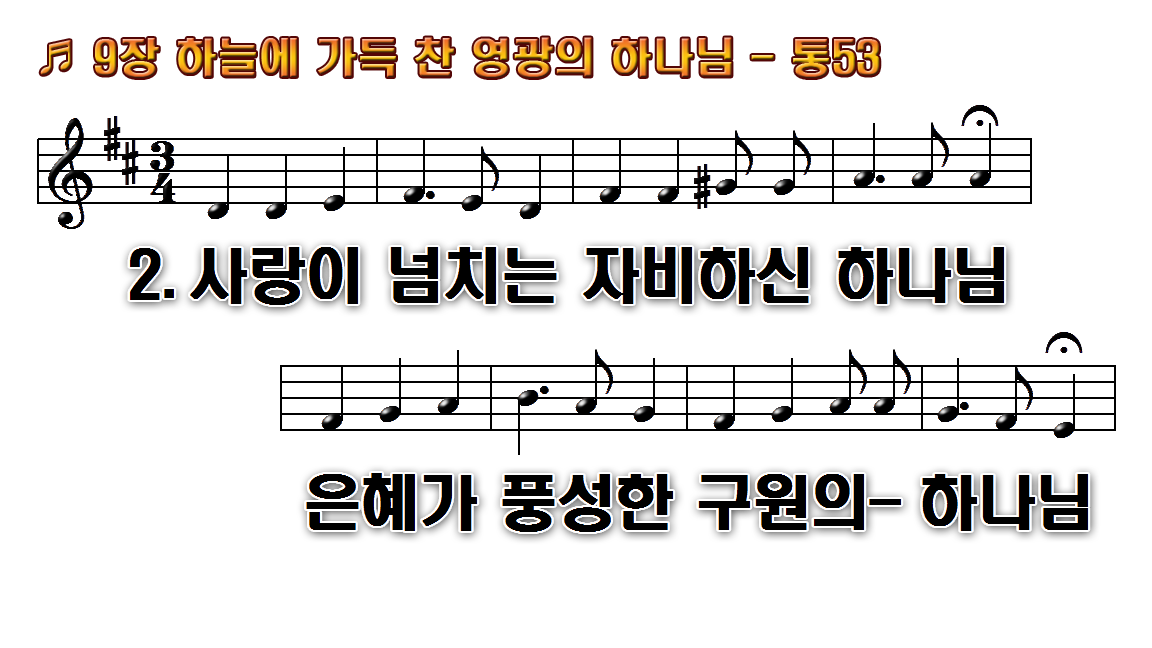 ♬ 9장 하늘에 가득 찬 영광의 하나님 - 통53
3
4
2. 사랑이 넘치는 자비하신 하나님
은혜가 풍성한 구원의- 하나님